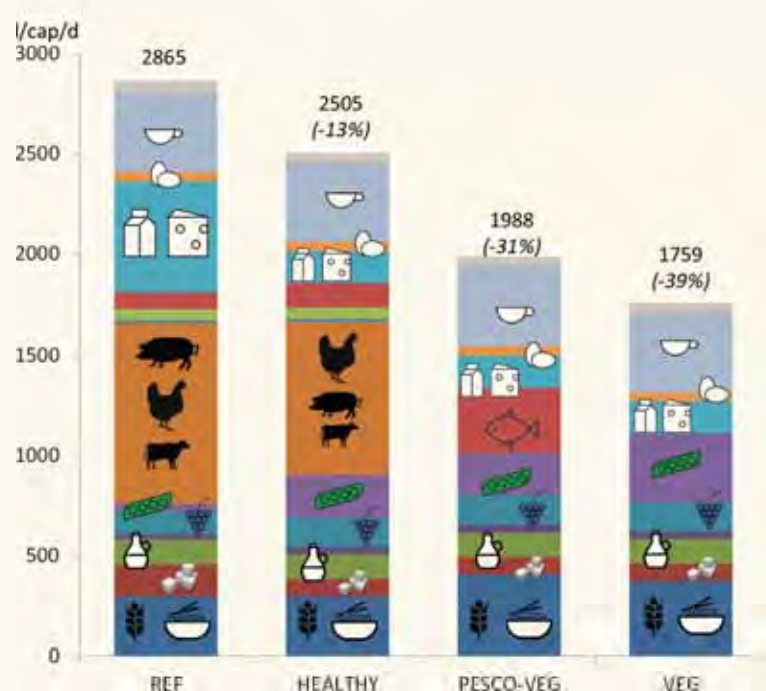 l/cap/d
3000
2500
2000
1500
1000
500
0
2865
2505
(-13%)
1988
(-31%)
1759
(-39%)
REF
HEALTHY
PESCO-VEG
VEG